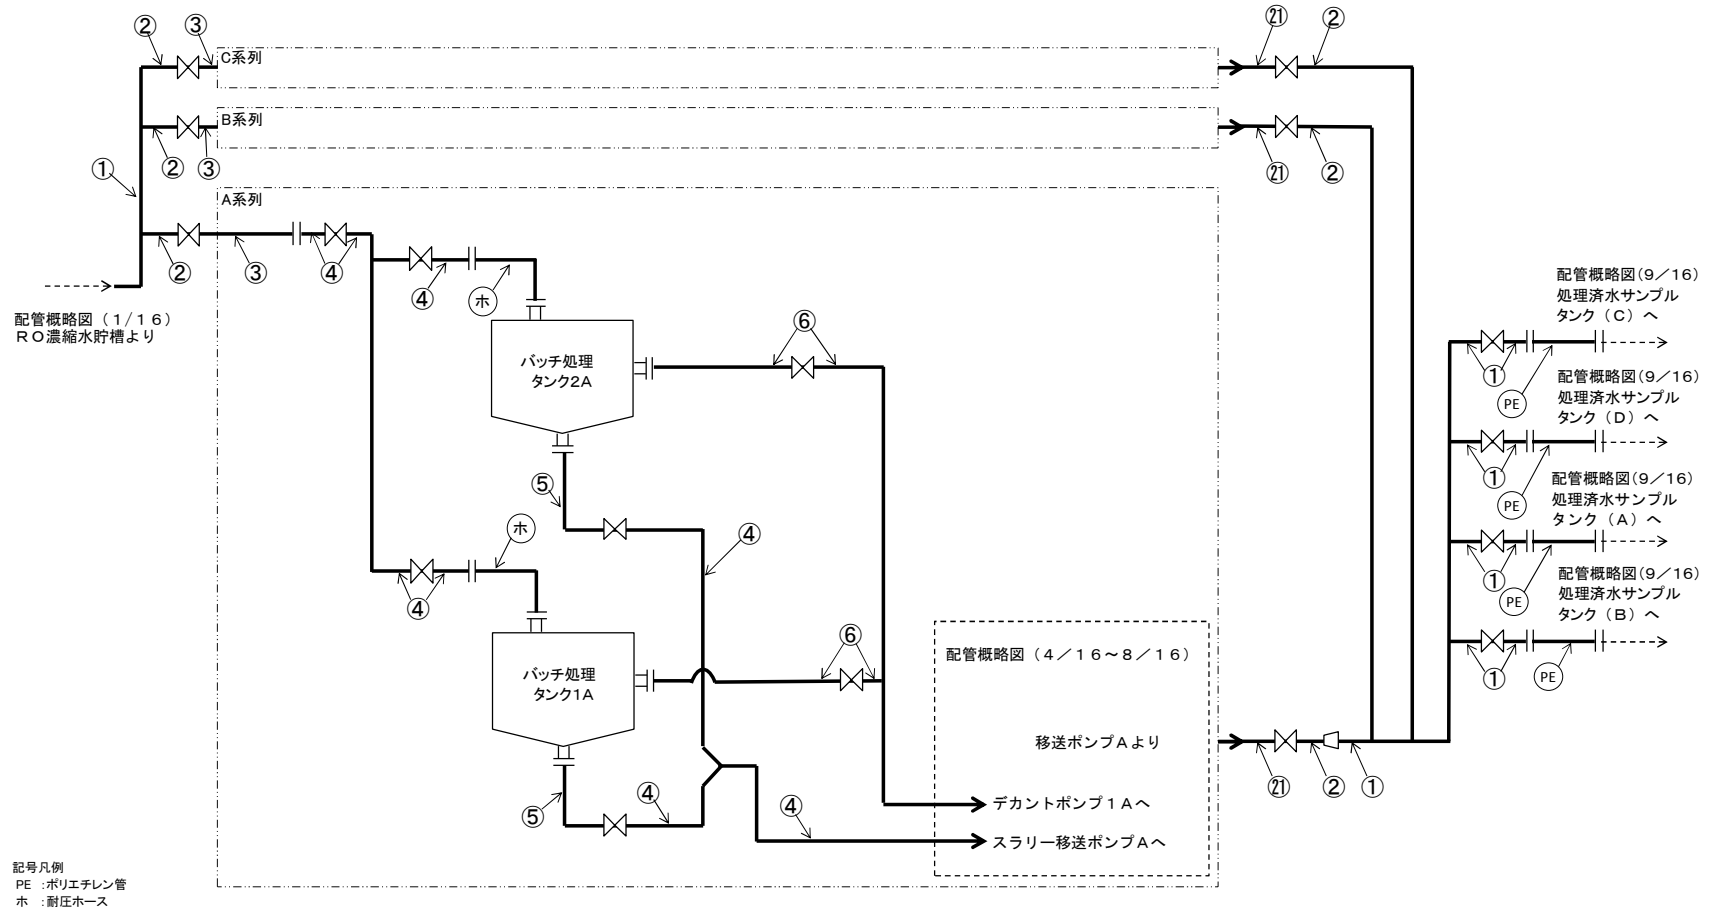 ② ③ C系列 ㉑ ②
B系列
① ② ③ ㉑ ②
A系列
② ③ ④ ④ ホ
配管概略図（1/16）
RO濃縮水貯槽より
バッチ処理
タンク2A
⑥
⑤
ホ
④
④
バッチ処理
タンク1A
⑥
⑤
④
④
配管概略図（4/16～8/16）
移送ポンプAより
デカントポンプ1Aへ
スラリー移送ポンプAへ
㉑ ② ①
配管概略図(9/16)
処理済水サンプル
タンク（C）へ
① PE
配管概略図(9/16)
処理済水サンプル
タンク（D）へ
① PE
配管概略図(9/16)
処理済水サンプル
タンク（A）へ
① PE
配管概略図(9/16)
処理済水サンプル
タンク（B）へ
① PE
記号凡例
PE ：ポリエチレン管
ホ ：耐圧ホース